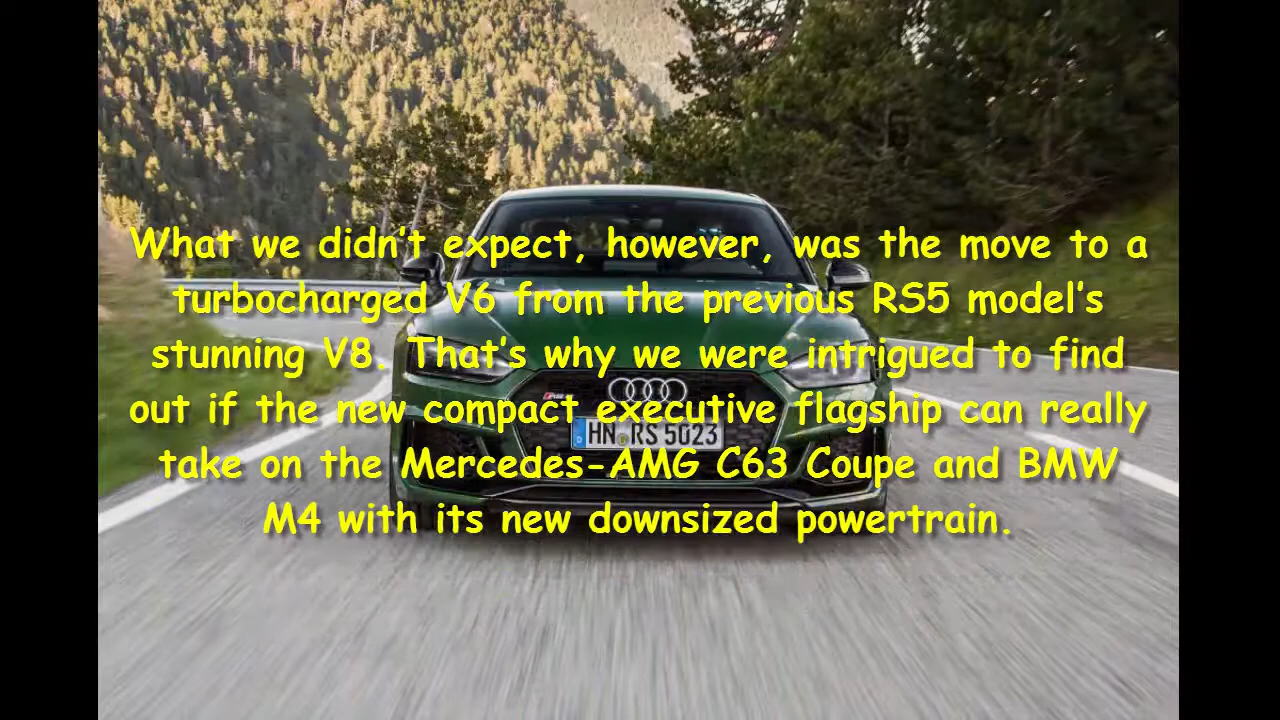 What we didn't expect, however, was the move to a
turbocharged V6 from the previous RS5 model's
stunning V8. That's why we were intrigued to find
out if the new compact executive flagship can really
take on the Mercedes-AMG C63 Coupe and BMW
M4 with its new downsized powertrain.
HN RS 5023